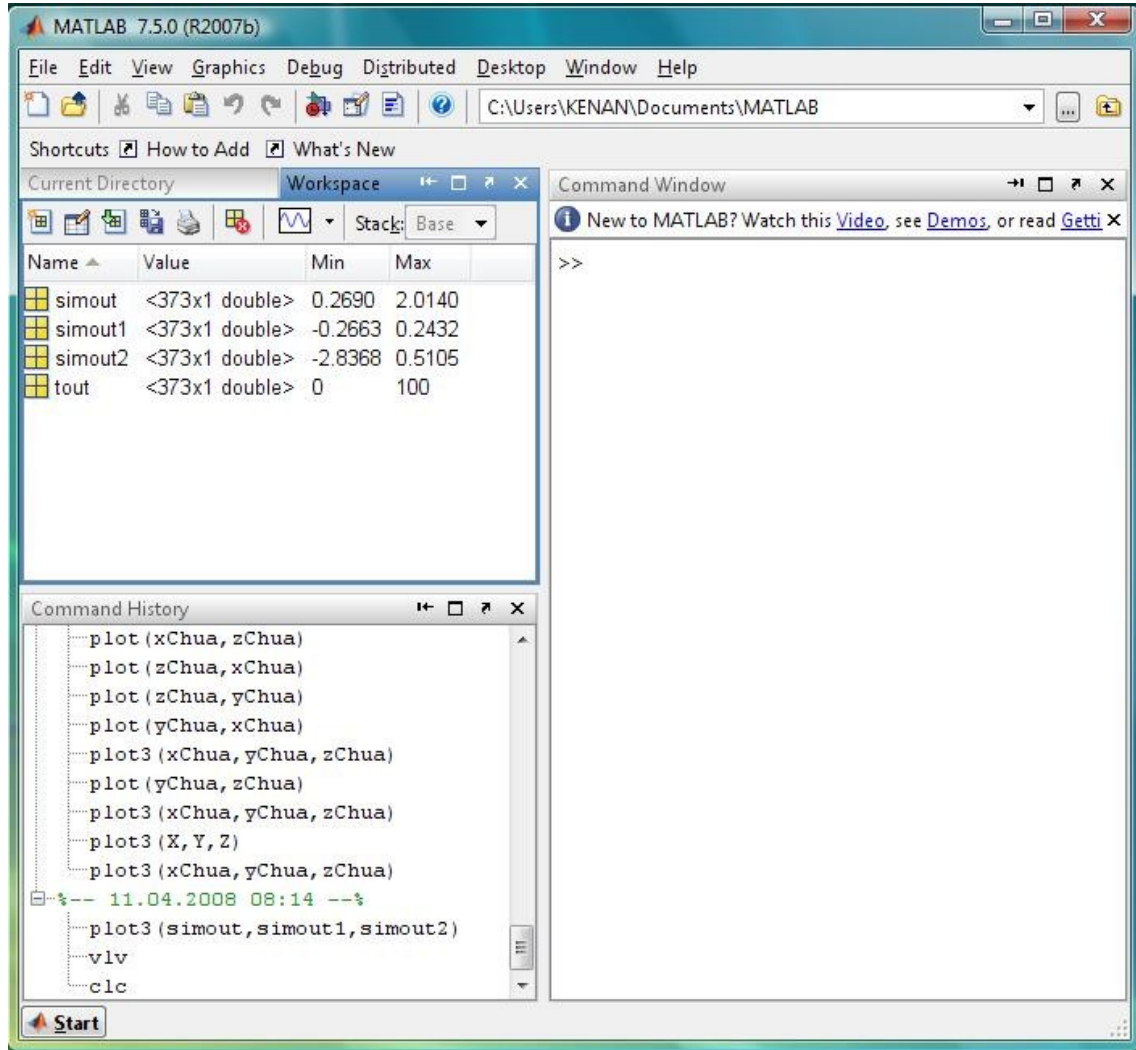 MATLAB 7.5.0 (R2007b)
File Edit View Graphics Debug Distributed Desktop Window Help
C:\Users\KENAN\Documents\MATLAB
Shortcuts How to Add What's New
Current Directory Workspace
Stack: Base
Name Value Min Max
simout <373x1 double> 0.2690 2.0140
simout1 <373x1 double> -0.2663 0.2432
simout2 <373x1 double> -2.8368 0.5105
tout <373x1 double> 0 100
Command History
plot(xChua,zChua)
plot(zChua,xChua)
plot(zChua,yChua)
plot(yChua,xChua)
plot3(xChua,yChua,zChua)
plot(yChua,zChua)
plot3(xChua,yChua,zChua)
plot3(X,Y,Z)
plot3(xChua,yChua,zChua)
%-- 11.04.2008 08:14 --%
plot3(simout,simout1,simout2)
vlv
clc
Command Window
New to MATLAB? Watch this Video, see Demos, or read Getti
>>
Start